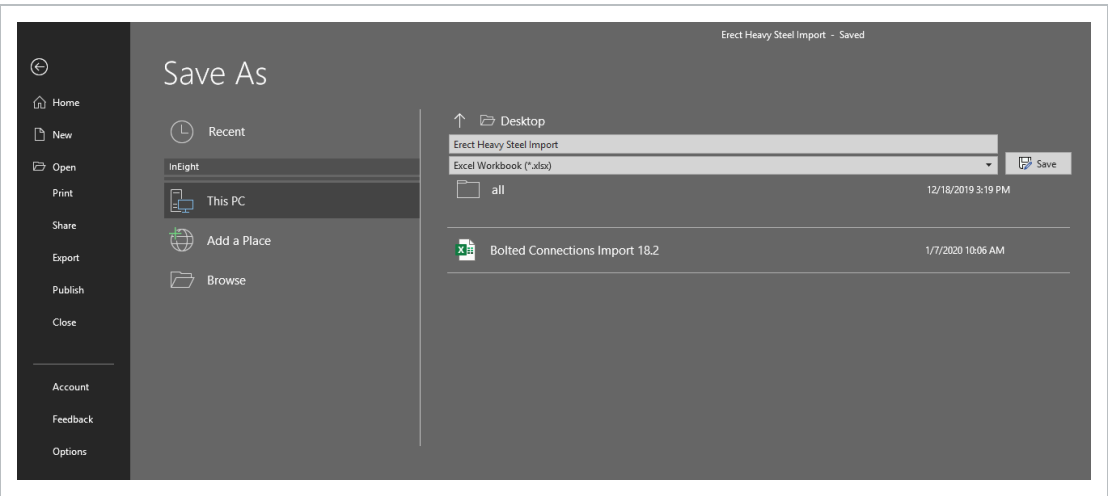 Erect Heavy Steel Import - Saved
Save As
Home
New
Open
Print
Share
Export
Publish
Close
Account
Feedback
Options
Recent
InEight
This PC
Add a Place
Browse
Desktop
Erect Heavy Steel Import
Excel Workbook (*.xlsx)
Save
all 12/18/2019 3:19 PM
Bolted Connections Import 18.2 1/7/2020 10:06 AM